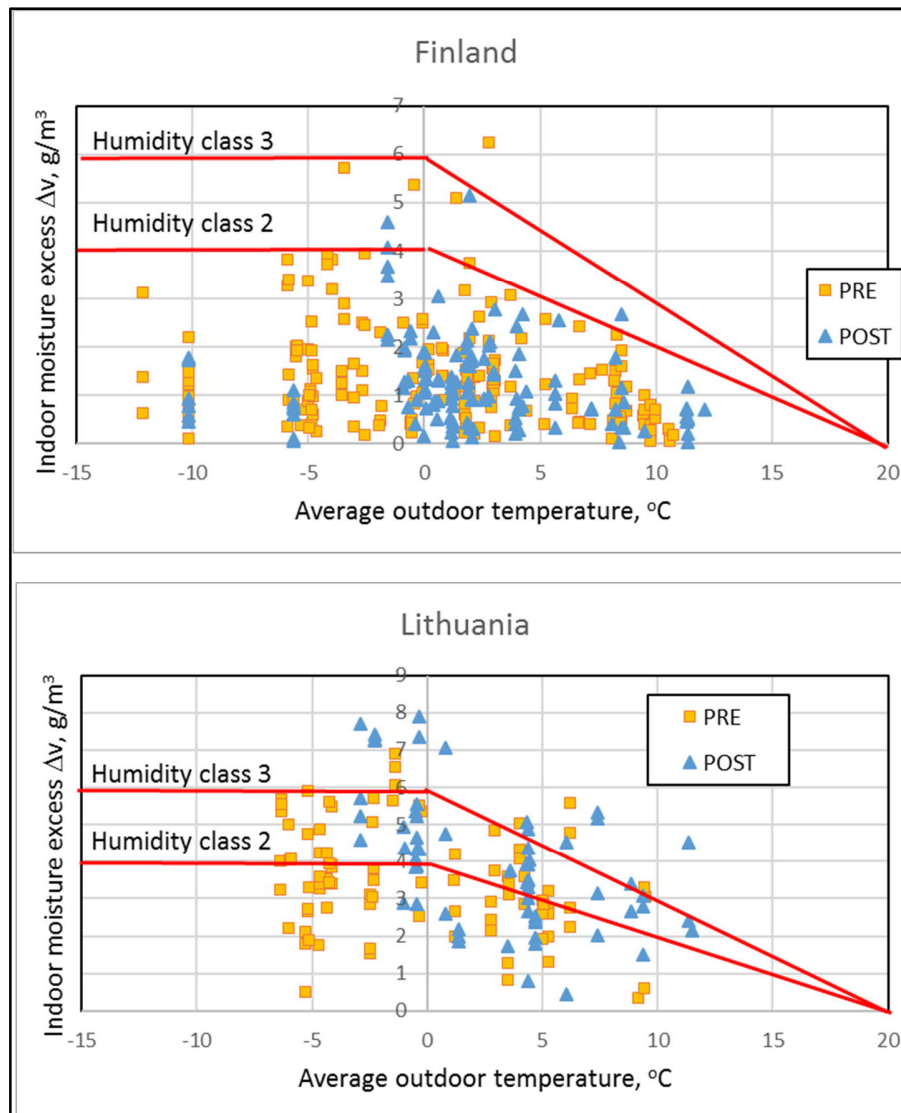 Finland
7
6
5
4
3
2
1
0
Humidity class 3
Humidity class 2
PRE
POST
-15 -10 -5 0 5 10 15 20
Indoor moisture excess Δv, g/m³
Average outdoor temperature, °C
Lithuania
9
8
7
6
5
4
3
2
1
0
PRE
POST
Humidity class 3
Humidity class 2
-15 -10 -5 0 5 10 15 20
Indoor moisture excess Δv, g/m³
Average outdoor temperature, °C